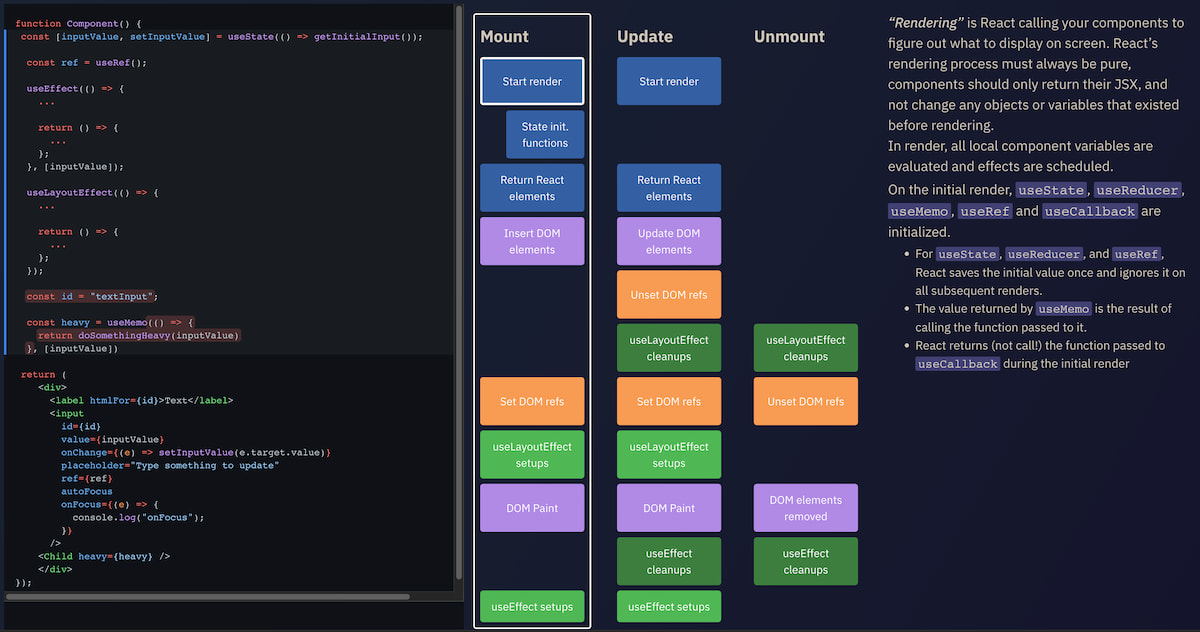 function Component() {
const [inputValue, setInputValue] = useState(() => getInitialInput());
const ref = useRef();
useEffect(() => {
...
return () => {
...
};
}, [inputValue]);
useLayoutEffect(() => {
...
return () => {
...
};
});
const id = "textInput";
const heavy = useMemo(() => {
return doSomethingHeavy(inputValue)
}, [inputValue])
return (
<div>
<label htmlFor={id}>Text</label>
<input
id={id}
value={inputValue}
onChange={(e) => setInputValue(e.target.value)}
placeholder="Type something to update"
ref={ref}
autoFocus
onFocus={(e) => {
console.log("onFocus");
}}
/>
<Child heavy={heavy} />
</div>
});
Mount
Start render
State init.
functions
Return React
elements
Insert DOM
elements
Set DOM refs
useLayoutEffect
setups
DOM Paint
useEffect setups
Update
Start render
Return React
elements
Update DOM
elements
Unset DOM refs
useLayoutEffect
cleanups
Set DOM refs
useLayoutEffect
setups
DOM Paint
useEffect
cleanups
useEffect setups
Unmount
useLayoutEffect
cleanups
Unset DOM refs
DOM elements
removed
useEffect
cleanups
“Rendering” is React calling your components to
figure out what to display on screen. React’s
rendering process must always be pure,
components should only return their JSX, and
not change any objects or variables that existed
before rendering.
In render, all local component variables are
evaluated and effects are scheduled.
On the initial render, useState, useReducer,
useMemo, useRef and useCallback are
initialized.
• For useState, useReducer, and useRef,
React saves the initial value once and ignores it on
all subsequent renders.
• The value returned by useMemo is the result of
calling the function passed to it.
• React returns (not call!) the function passed to
useCallback during the initial render